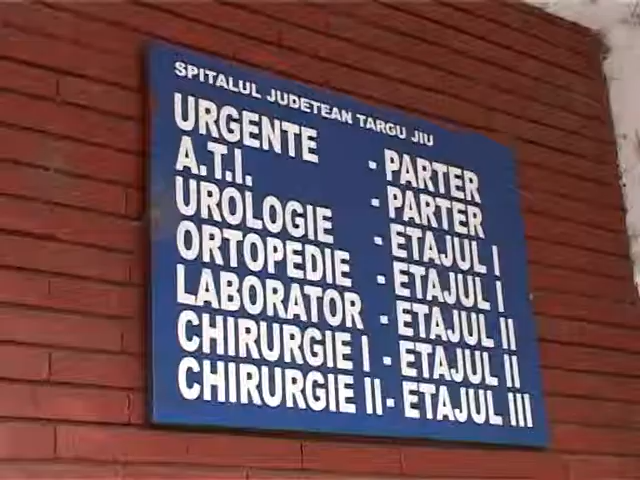 SPITALUL JUDETEAN TARGU JIU
URGENTE - PARTER
A.T.I. - PARTER
UROLOGIE - ETAJUL I
ORTOPEDIE - ETAJUL I
LABORATOR - ETAJUL II
CHIRURGIE I - ETAJUL II
CHIRURGIE II - ETAJUL III